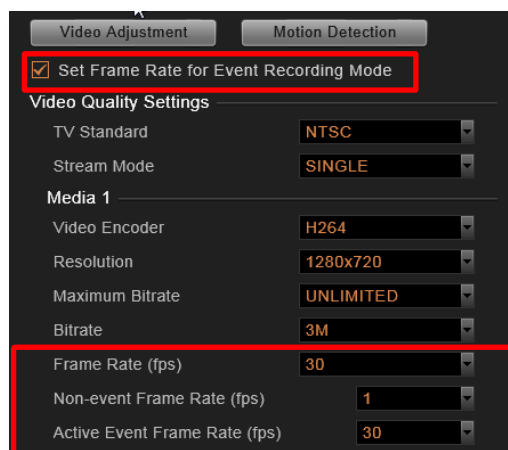 Video Adjustment Motion Detection
Set Frame Rate for Event Recording Mode
Video Quality Settings
TV Standard NTSC
Stream Mode SINGLE
Media 1
Video Encoder H264
Resolution 1280x720
Maximum Bitrate UNLIMITED
Bitrate 3M
Frame Rate (fps) 30
Non-event Frame Rate (fps) 1
Active Event Frame Rate (fps) 30